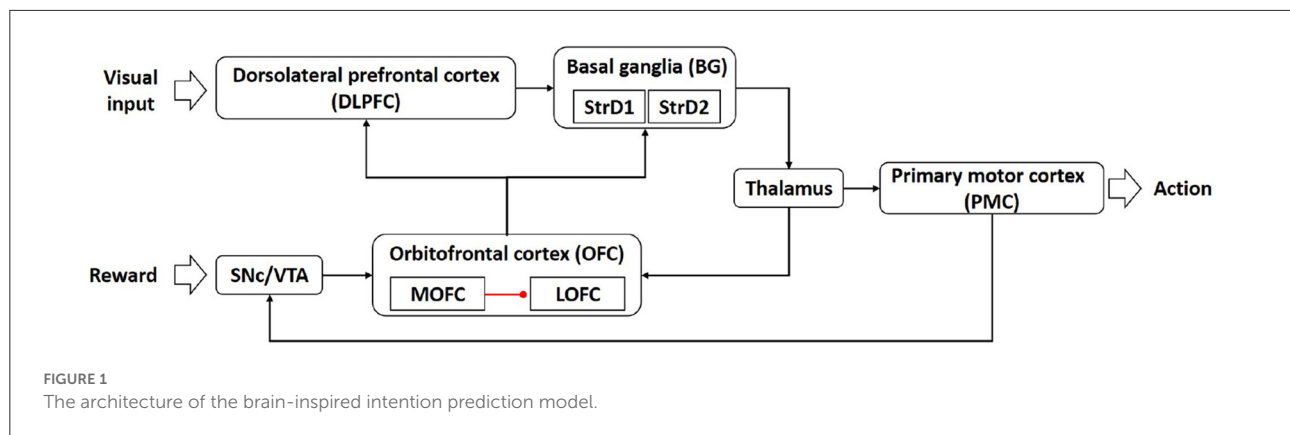 Visual
input
Dorsolateral prefrontal cortex
(DLPFC)
Basal ganglia (BG)
StrD1 StrD2
Thalamus
Primary motor cortex
(PMC)
Action
Reward
SNc/VTA
Orbitofrontal cortex (OFC)
MOFC LOFC
FIGURE 1
The architecture of the brain-inspired intention prediction model.